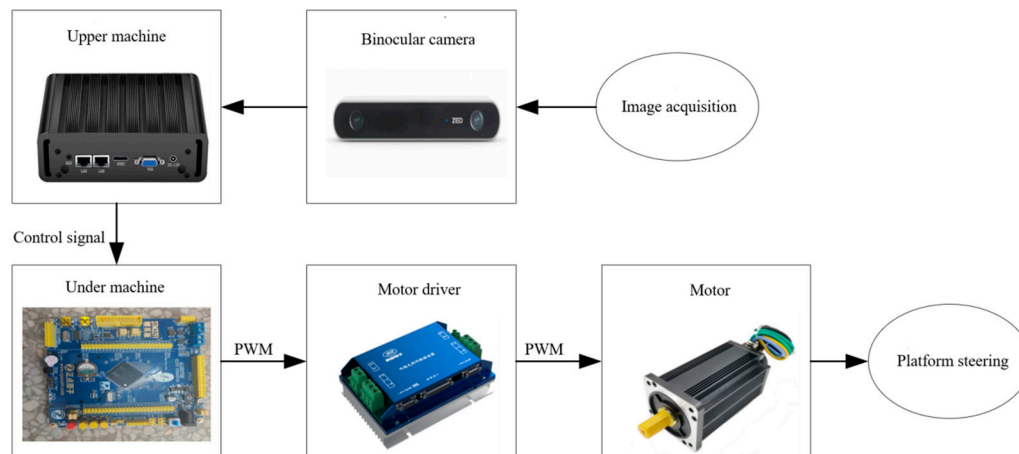 Upper machine
Binocular camera
Image acquisition
ZED
Control signal
Under machine
PWM
Motor driver
PWM
Motor
Platform steering